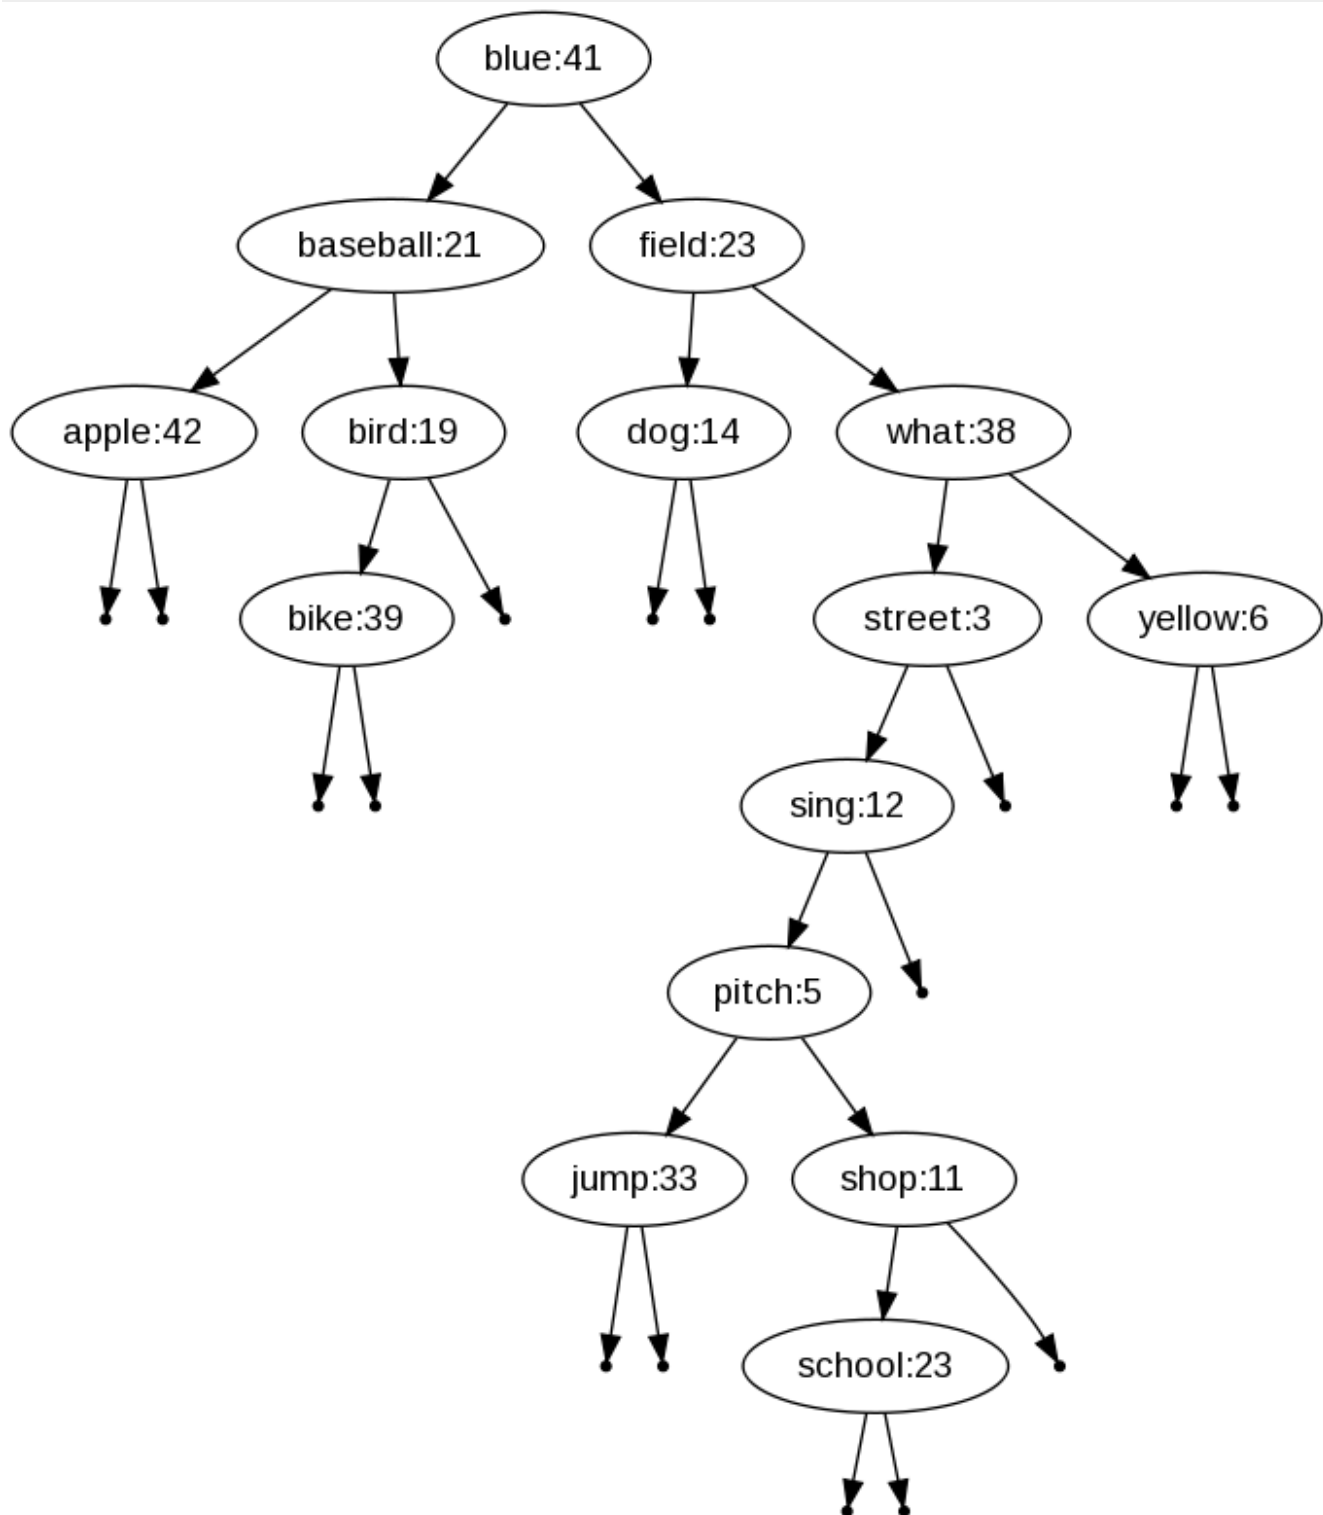 blue:41
baseball:21
field:23
apple:42
bird:19
dog:14
what:38
bike:39
street:3
yellow:6
sing:12
pitch:5
jump:33
shop:11
school:23